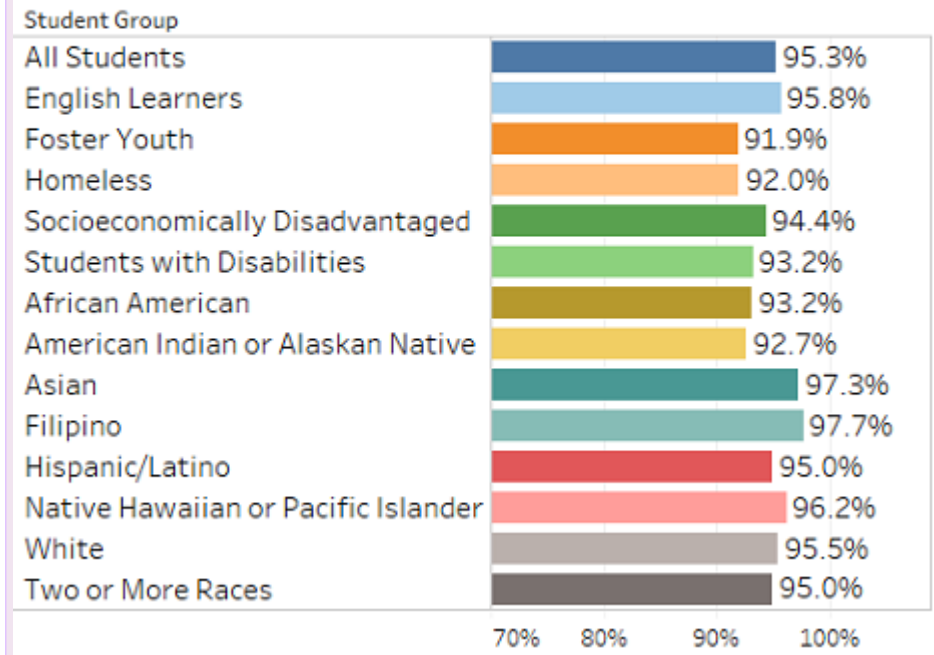 Student Group
All Students 95.3%
English Learners 95.8%
Foster Youth 91.9%
Homeless 92.0%
Socioeconomically Disadvantaged 94.4%
Students with Disabilities 93.2%
African American 93.2%
American Indian or Alaskan Native 92.7%
Asian 97.3%
Filipino 97.7%
Hispanic/Latino 95.0%
Native Hawaiian or Pacific Islander 96.2%
White 95.5%
Two or More Races 95.0%
70% 80% 90% 100%